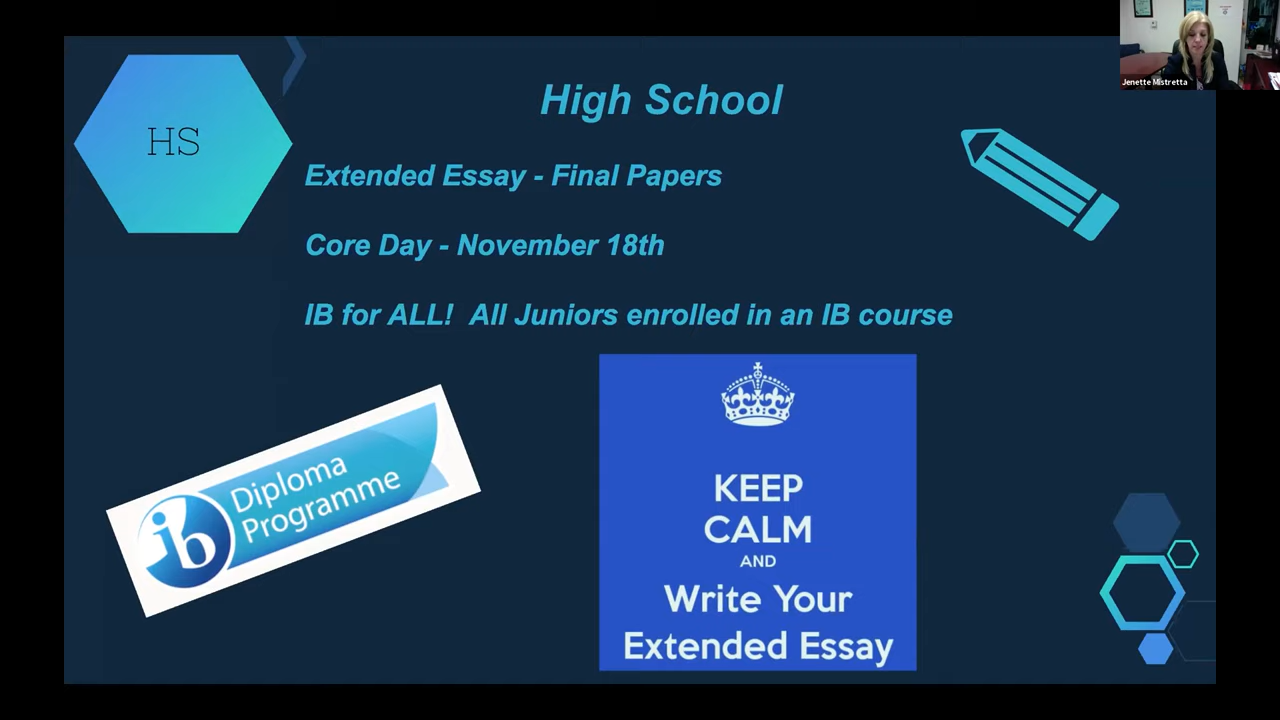 Jenette Mistretta
HS
High School
Extended Essay - Final Papers
Core Day - November 18th
IB for ALL!  All Juniors enrolled in an IB course
ib
Diploma
Programme
KEEP
CALM
AND
Write Your
Extended Essay